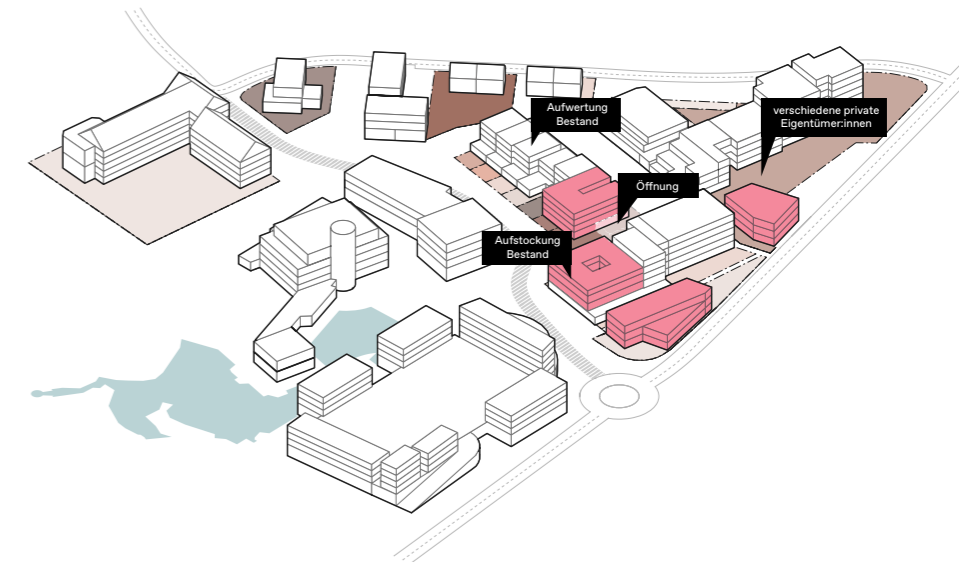 Aufwertung
Bestand
verschiedene private
Eigentümer:innen
Öffnung
Aufstockung
Bestand